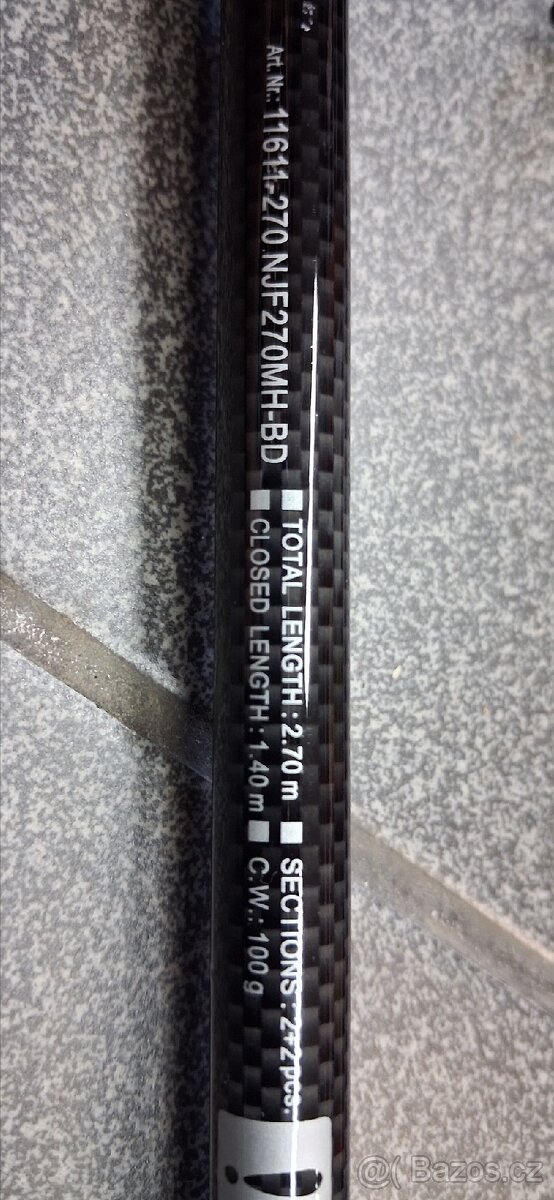 Art. Nr.: 11611-270 NJF270MH-BD
■ TOTAL LENGTH : 2.70 m ■ SECTIONS : 2+2 pcs.
■ CLOSED LENGTH : 1.40 m ■ C.W.: 100 g
@( Bazos.cz